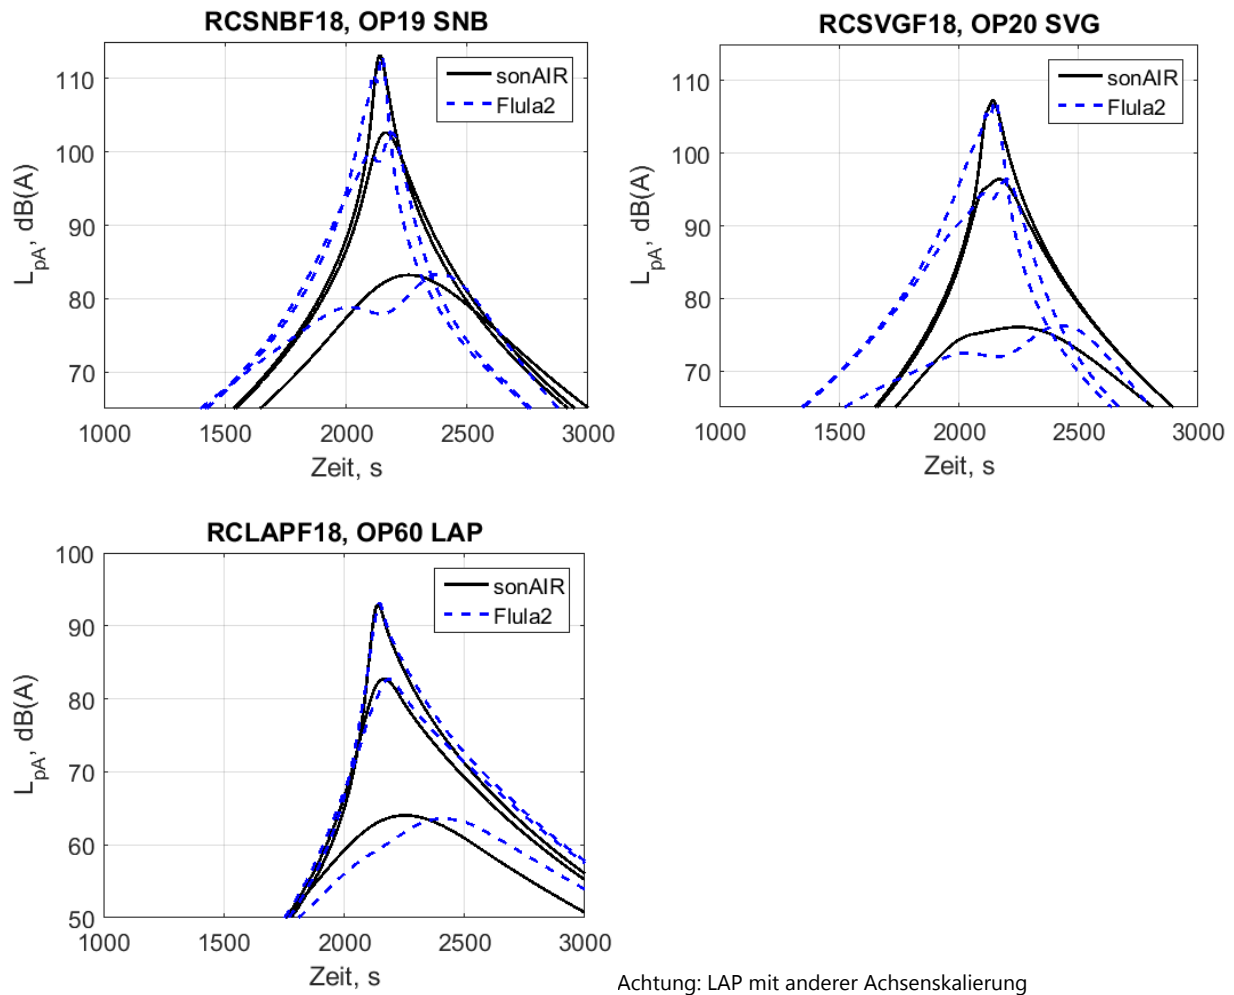 RCSNBF18, OP19 SNB
110
100
90
80
70
1000 1500 2000 2500 3000
LpA, dB(A)
Zeit, s
sonAIR
Flula2
RCSVGF18, OP20 SVG
110
100
90
80
70
1000 1500 2000 2500 3000
LpA, dB(A)
Zeit, s
sonAIR
Flula2
RCLAPF18, OP60 LAP
100
90
80
70
60
50
1000 1500 2000 2500 3000
LpA, dB(A)
Zeit, s
sonAIR
Flula2
Achtung: LAP mit anderer Achsenskalierung